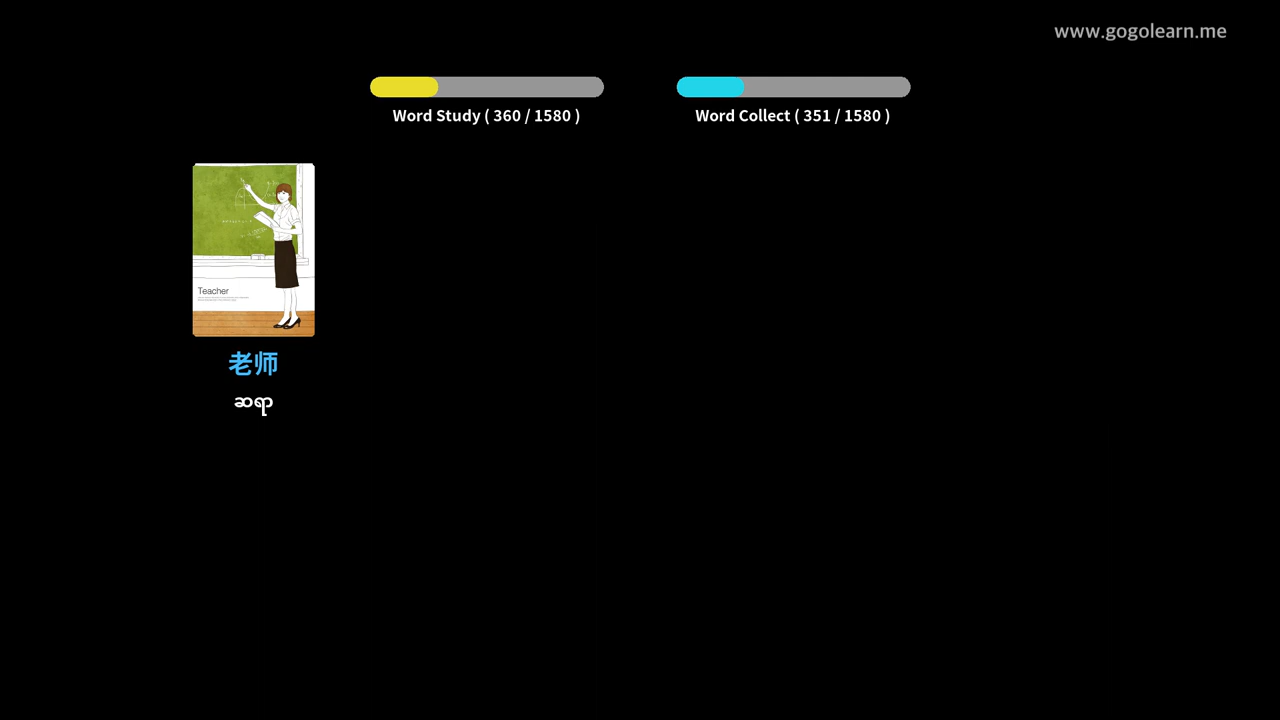 www.gogolearn.me
Word Study ( 360 / 1580 )
Word Collect ( 351 / 1580 )
Teacher
老师
ဆရာ